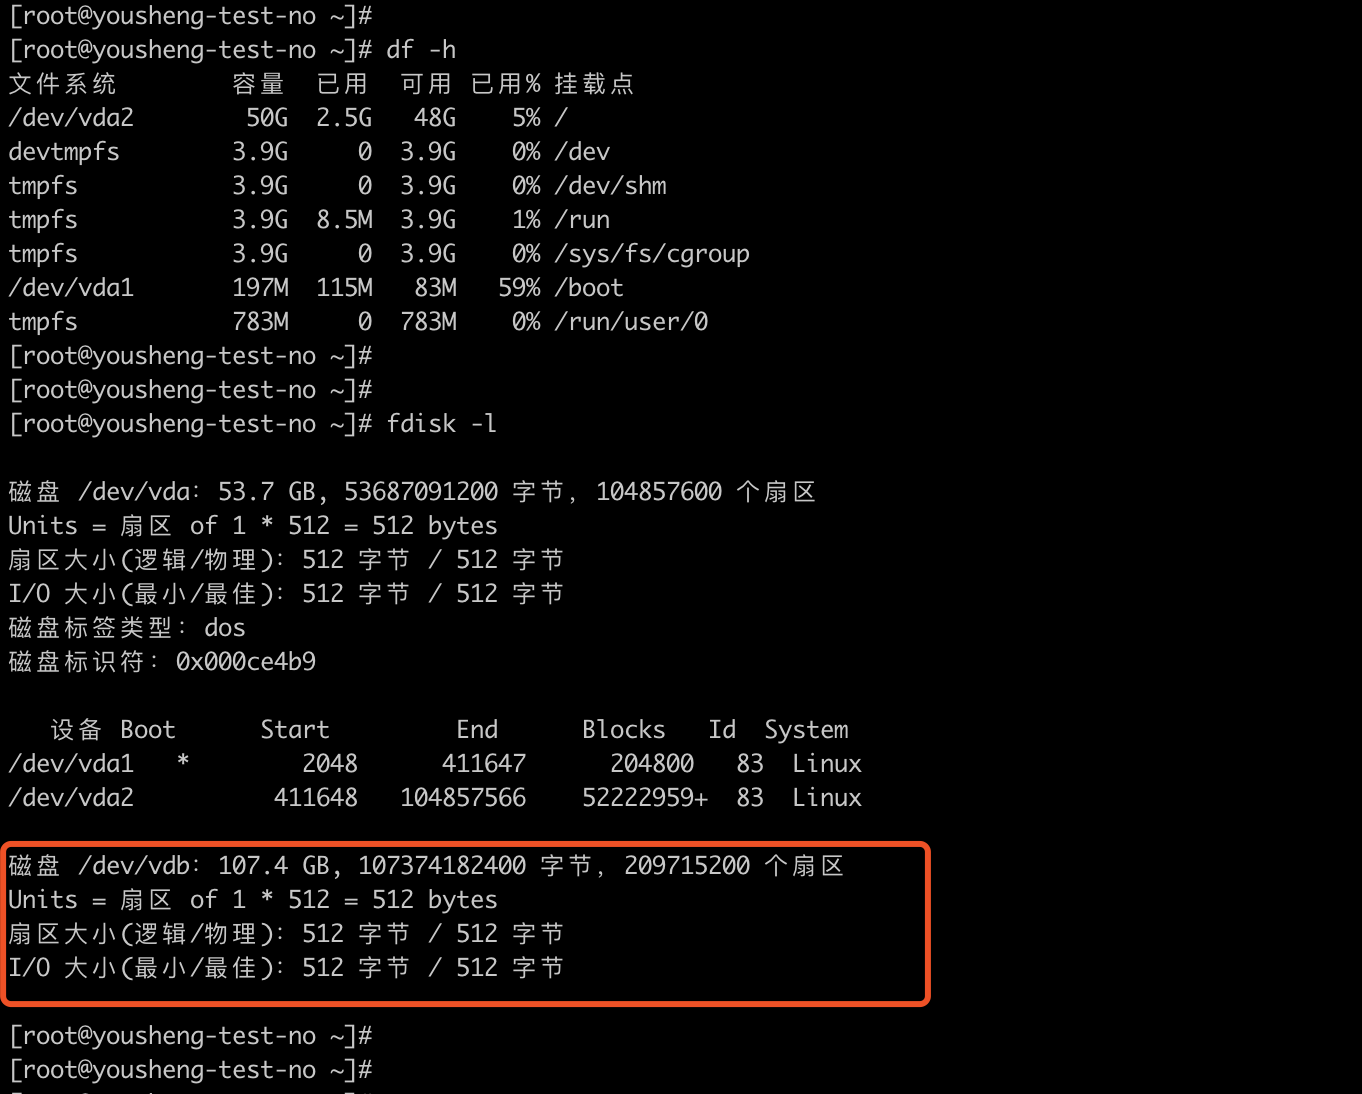 [root@yousheng-test-no ~]#
[root@yousheng-test-no ~]# df -h
文件系统 容量 已用 可用 已用% 挂载点
/dev/vda2 50G 2.5G 48G 5% /
devtmpfs 3.9G 0 3.9G 0% /dev
tmpfs 3.9G 0 3.9G 0% /dev/shm
tmpfs 3.9G 8.5M 3.9G 1% /run
tmpfs 3.9G 0 3.9G 0% /sys/fs/cgroup
/dev/vda1 197M 115M 83M 59% /boot
tmpfs 783M 0 783M 0% /run/user/0
[root@yousheng-test-no ~]#
[root@yousheng-test-no ~]#
[root@yousheng-test-no ~]# fdisk -l
磁盘 /dev/vda：53.7 GB, 53687091200 字节，104857600 个扇区
Units = 扇区 of 1 * 512 = 512 bytes
扇区大小(逻辑/物理)：512 字节 / 512 字节
I/O 大小(最小/最佳)：512 字节 / 512 字节
磁盘标签类型：dos
磁盘标识符：0x000ce4b9
设备 Boot Start End Blocks Id System
/dev/vda1 * 2048 411647 204800 83 Linux
/dev/vda2 411648 104857566 52222959+ 83 Linux
磁盘 /dev/vdb：107.4 GB, 107374182400 字节，209715200 个扇区
Units = 扇区 of 1 * 512 = 512 bytes
扇区大小(逻辑/物理)：512 字节 / 512 字节
I/O 大小(最小/最佳)：512 字节 / 512 字节
[root@yousheng-test-no ~]#
[root@yousheng-test-no ~]#